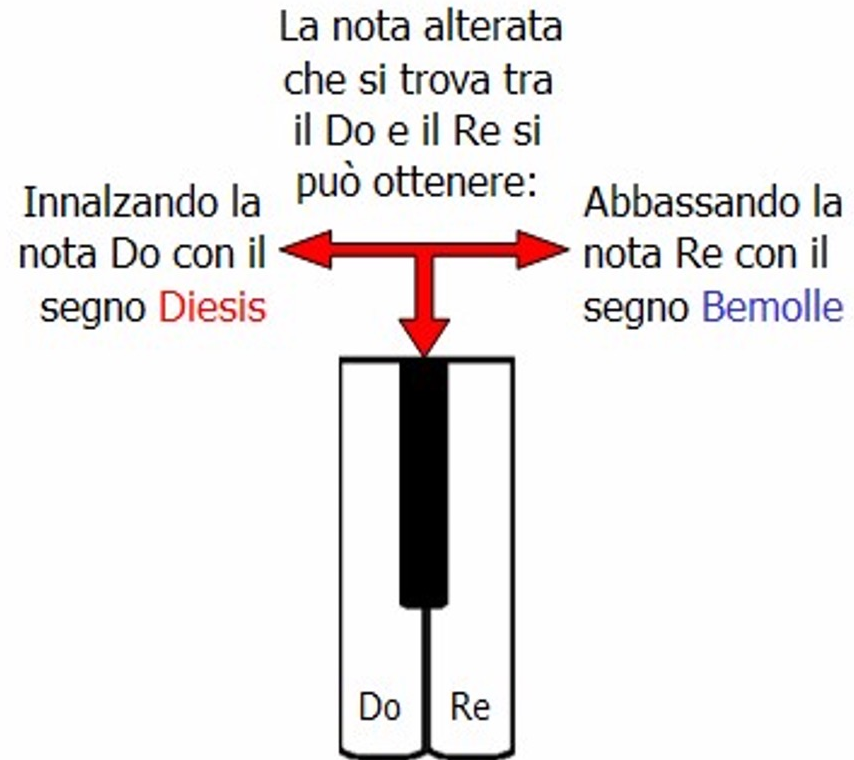 La nota alterata
che si trova tra
il Do e il Re si
può ottenere:
Innalzando la
nota Do con il
segno Diesis
Abbassando la
nota Re con il
segno Bemolle
Do
Re